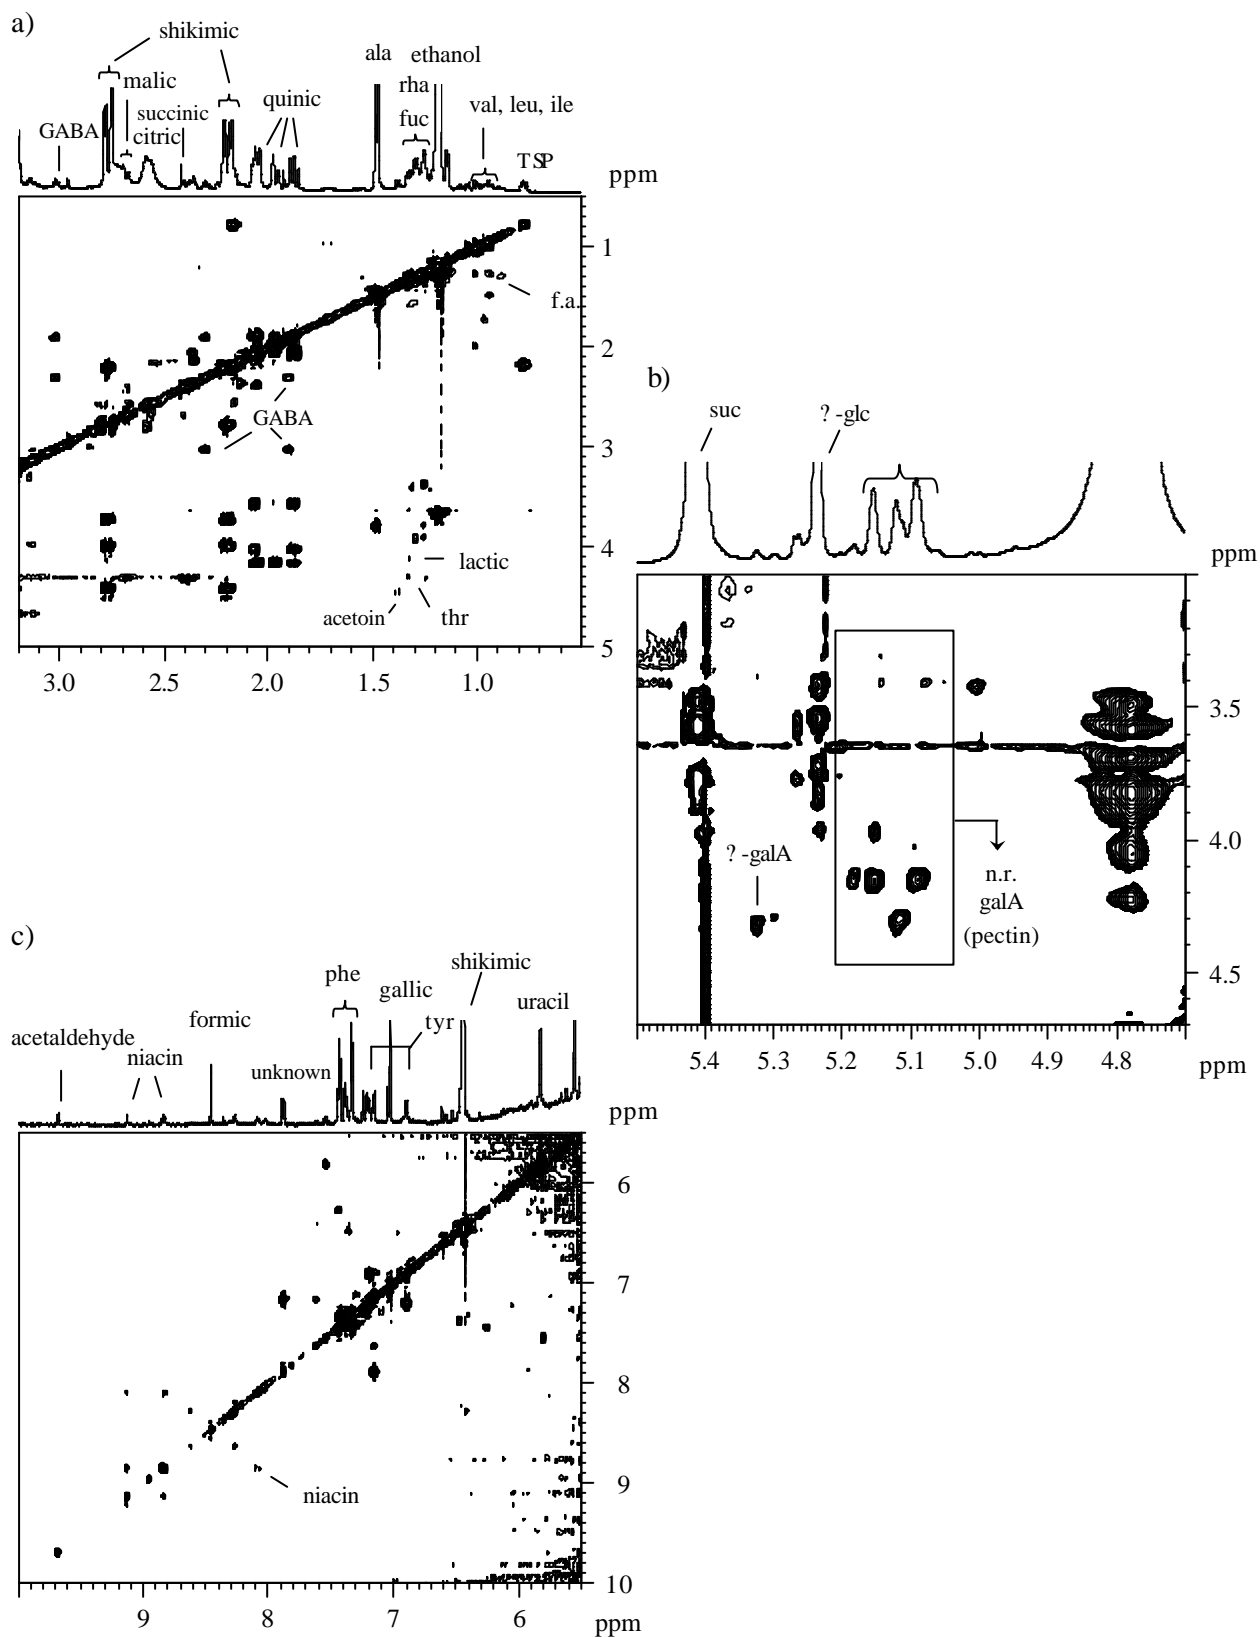 a)
shikimic
malic
GABA
succinic
citric
quinic
ala
ethanol
rha
fuc
val, leu, ile
TSP
ppm
1
2
3
4
5
f.a.
GABA
lactic
acetoin
thr
3.0 2.5 2.0 1.5 1.0
b)
suc
?-glc
ppm
3.5
4.0
4.5
?-galA
n.r.
galA
(pectin)
5.4 5.3 5.2 5.1 5.0 4.9 4.8 ppm
c)
acetaldehyde
niacin
formic
unknown
phe
gallic
tyr
shikimic
uracil
ppm
6
7
8
9
10
niacin
9 8 7 6 ppm